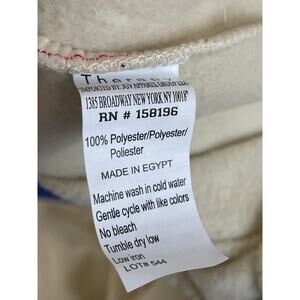 Therapy
IMPORTED BY: JOY APPAREL GROUP LLC.
1385 BROADWAY NEW YORK NY 10018"
RN # 158196
100% Polyester/Polyester/
Poliester
MADE IN EGYPT
Machine wash in cold water
Gentle cycle with like colors
No bleach
Tumble dry low
Low iron
LOT# 544